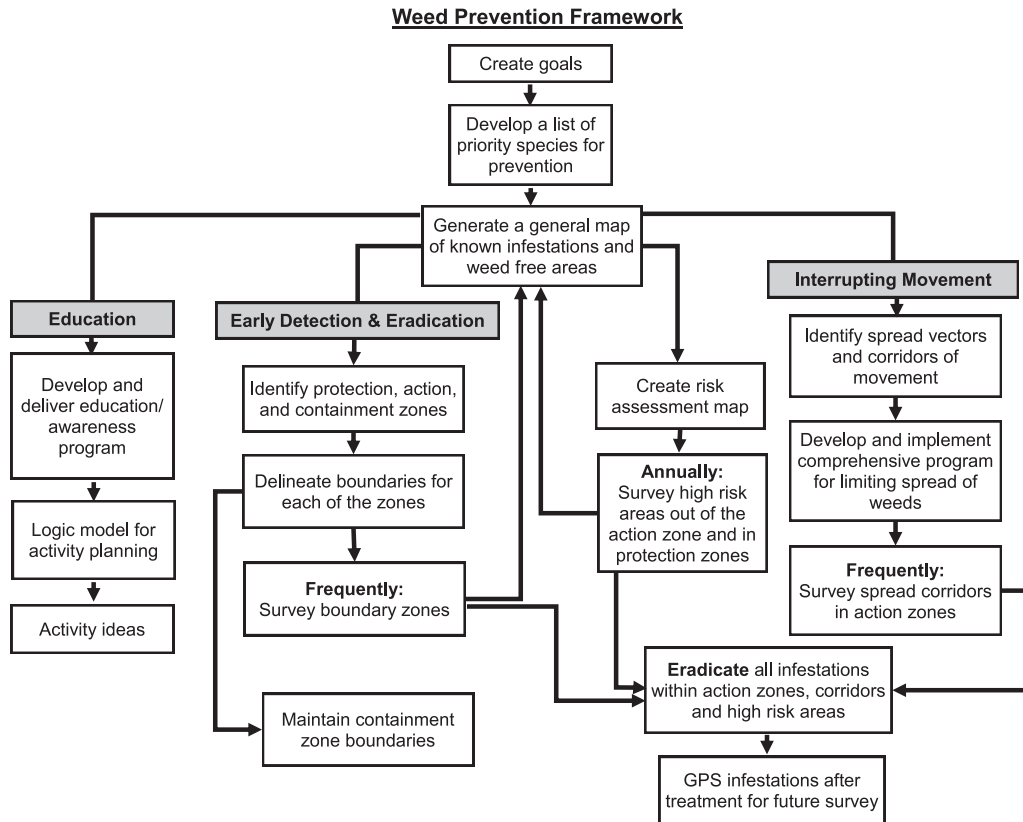 Weed Prevention Framework
Create goals
Develop a list of
priority species for
prevention
Generate a general map
of known infestations and
weed free areas
Education
Develop and
deliver education/
awareness program
Logic model for
activity planning
Activity ideas
Early Detection & Eradication
Identify protection, action,
and containment zones
Delineate boundaries for
each of the zones
Frequently:
Survey boundary zones
Maintain containment
zone boundaries
Create risk
assessment map
Annually:
Survey high risk
areas out of the
action zone and in
protection zones
Interrupting Movement
Identify spread vectors
and corridors of
movement
Develop and implement
comprehensive program
for limiting spread of
weeds
Frequently:
Survey spread corridors
in action zones
Eradicate all infestations
within action zones, corridors
and high risk areas
GPS infestations after
treatment for future survey